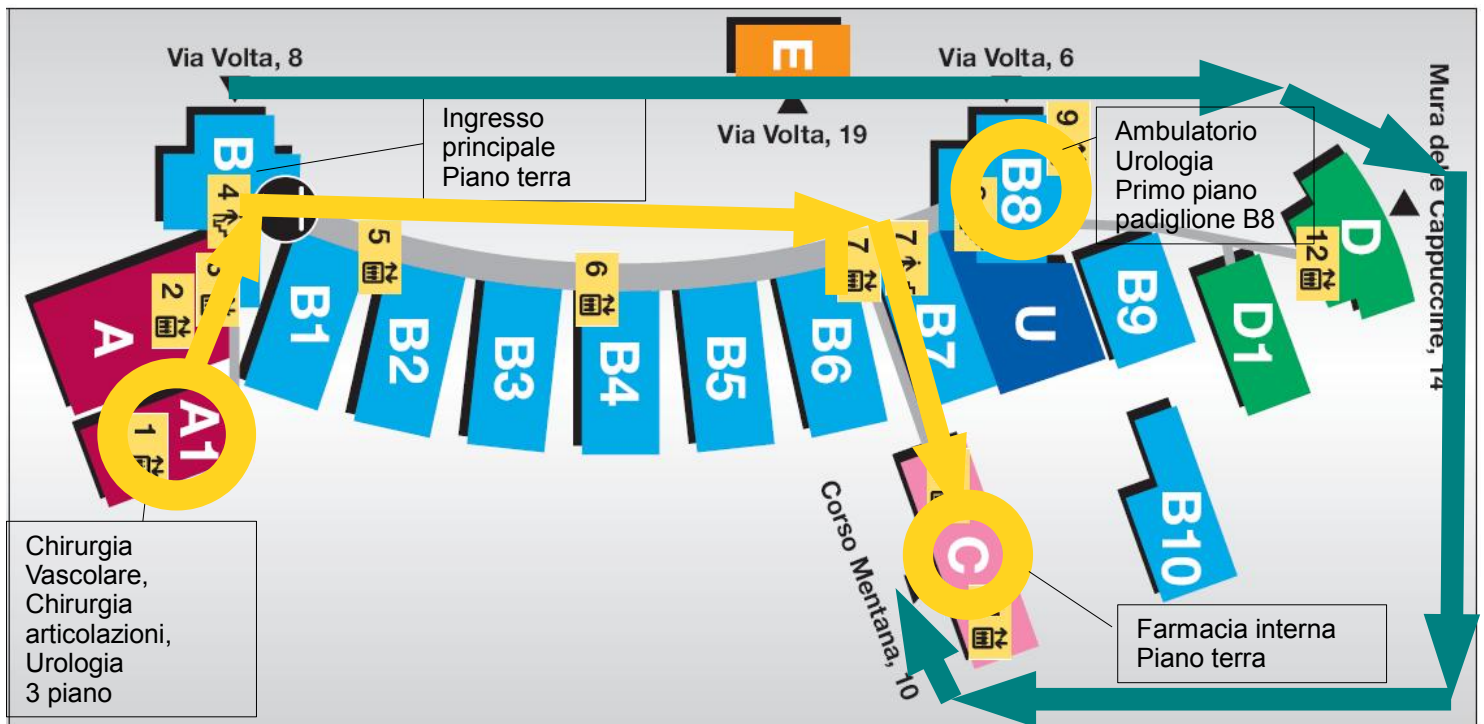 Via Volta, 8
E
Via Volta, 6
Via Volta, 19
Mura delle Cappuccine, 14
Ingresso
principale
Piano terra
Ambulatorio
Urologia
Primo piano
padiglione B8
B
4
3
2
A
A1
1
B1
5
B2
B3
6
B4
B5
B6
7
7
B7
B8
9
U
B9
D1
12
D
B10
C
Corso Mentana, 10
Chirurgia
Vascolare,
Chirurgia
articolazioni,
Urologia
3 piano
Farmacia interna
Piano terra